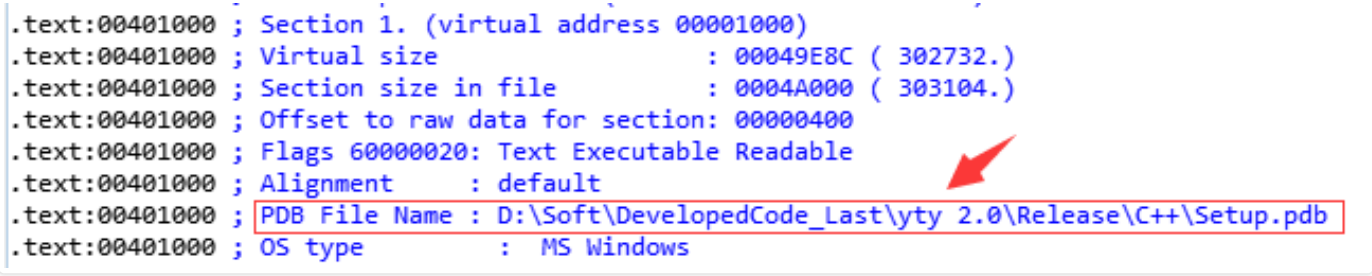 .text:00401000 ; Section 1. (virtual address 00001000)
.text:00401000 ; Virtual size                  : 00049E8C ( 302732.)
.text:00401000 ; Section size in file          : 0004A000 ( 303104.)
.text:00401000 ; Offset to raw data for section: 00000400
.text:00401000 ; Flags 60000020: Text Executable Readable
.text:00401000 ; Alignment     : default
.text:00401000 ; PDB File Name : D:\Soft\DevelopedCode_Last\yty 2.0\Release\C++\Setup.pdb
.text:00401000 ; OS type         :  MS Windows